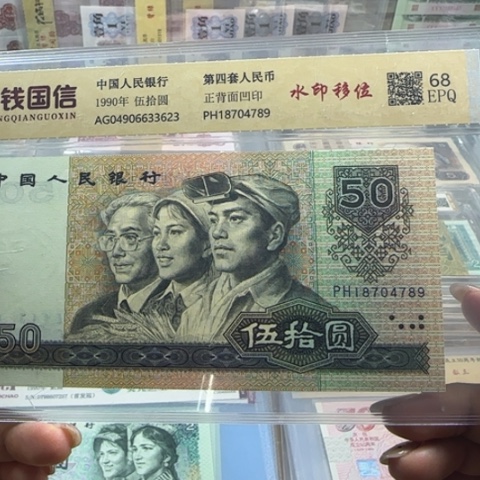 钱国信
NGQIANGUOXIN
中国人民银行
1990年 伍拾圆
AG04906633623
第四套人民币
正背面凹印
PH18704789
水印移位
68
EPQ
中国人民银行
50
PH18704789
伍拾圆
50